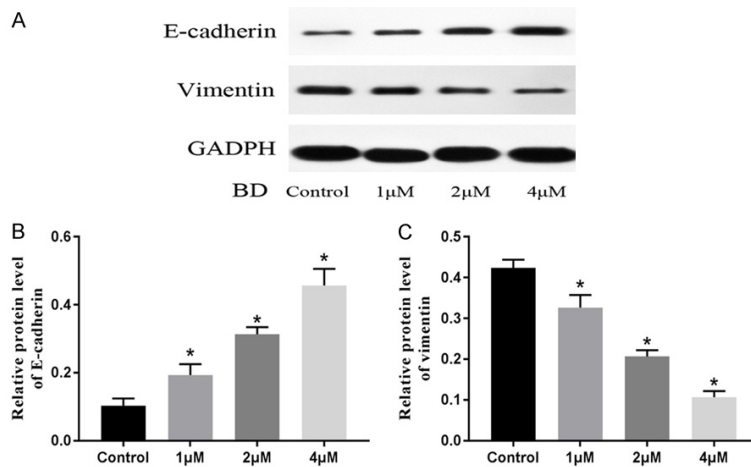 A
E-cadherin
Vimentin
GADPH
BD Control 1μM 2μM 4μM
B
Relative protein level
of E-cadherin
0.6
0.4
0.2
0.0
*
*
*
Control 1μM 2μM 4μM
C
Relative protein level
of vimentin
0.5
0.4
0.3
0.2
0.1
0.0
*
*
*
Control 1μM 2μM 4μM